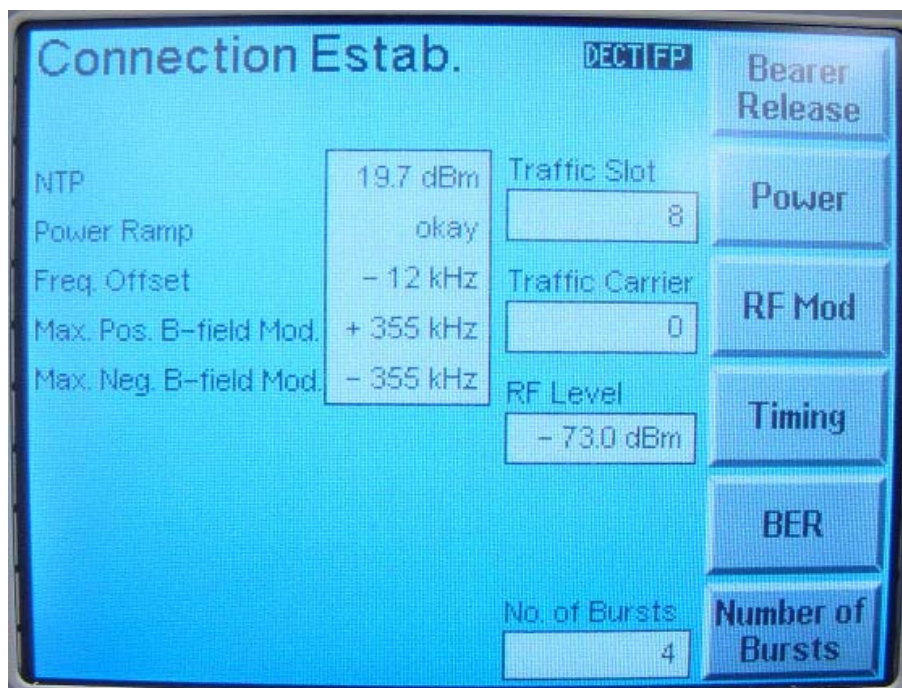 Connection Estab.
DECT FP
NTP 19.7 dBm
Power Ramp okay
Freq. Offset – 12 kHz
Max. Pos. B–field Mod. + 355 kHz
Max. Neg. B–field Mod. – 355 kHz
Traffic Slot
8
Traffic Carrier
0
RF Level
– 73.0 dBm
No. of Bursts
4
Bearer
Release
Power
RF Mod
Timing
BER
Number of
Bursts